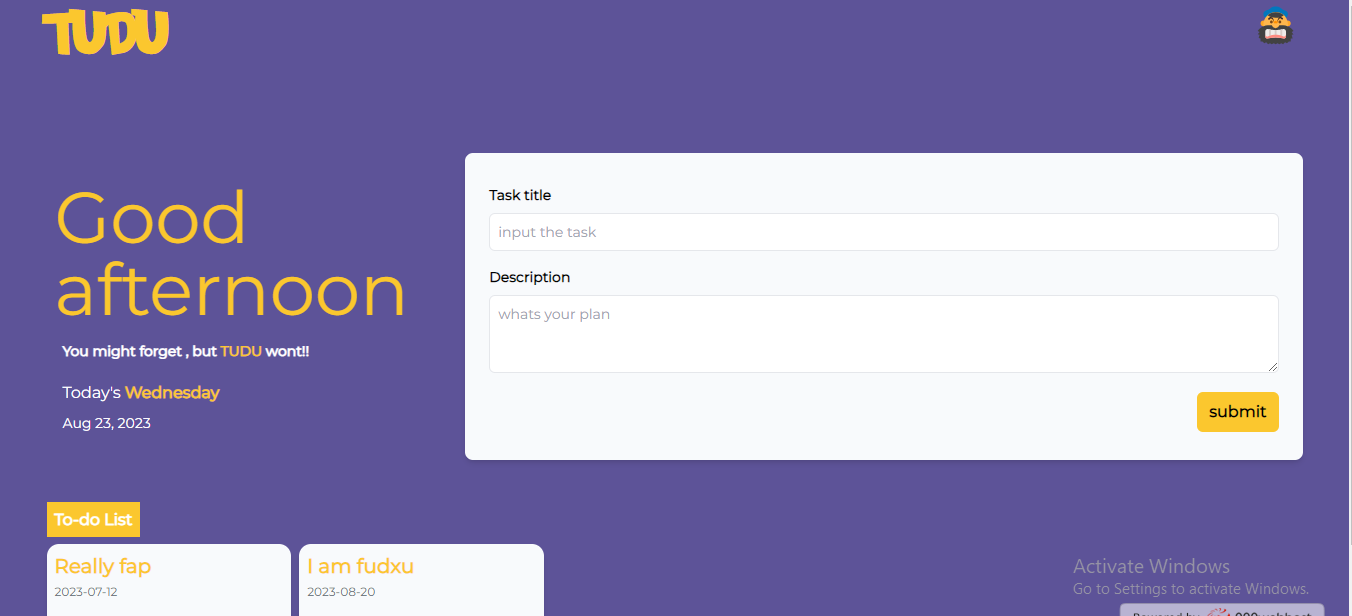 TUDU
Good
afternoon
You might forget , but TUDU wont!!
Today's Wednesday
Aug 23, 2023
Task title
input the task
Description
whats your plan
submit
To-do List
Really fap
2023-07-12
I am fudxu
2023-08-20
Activate Windows
Go to Settings to activate Windows.
Powered by 000webhost